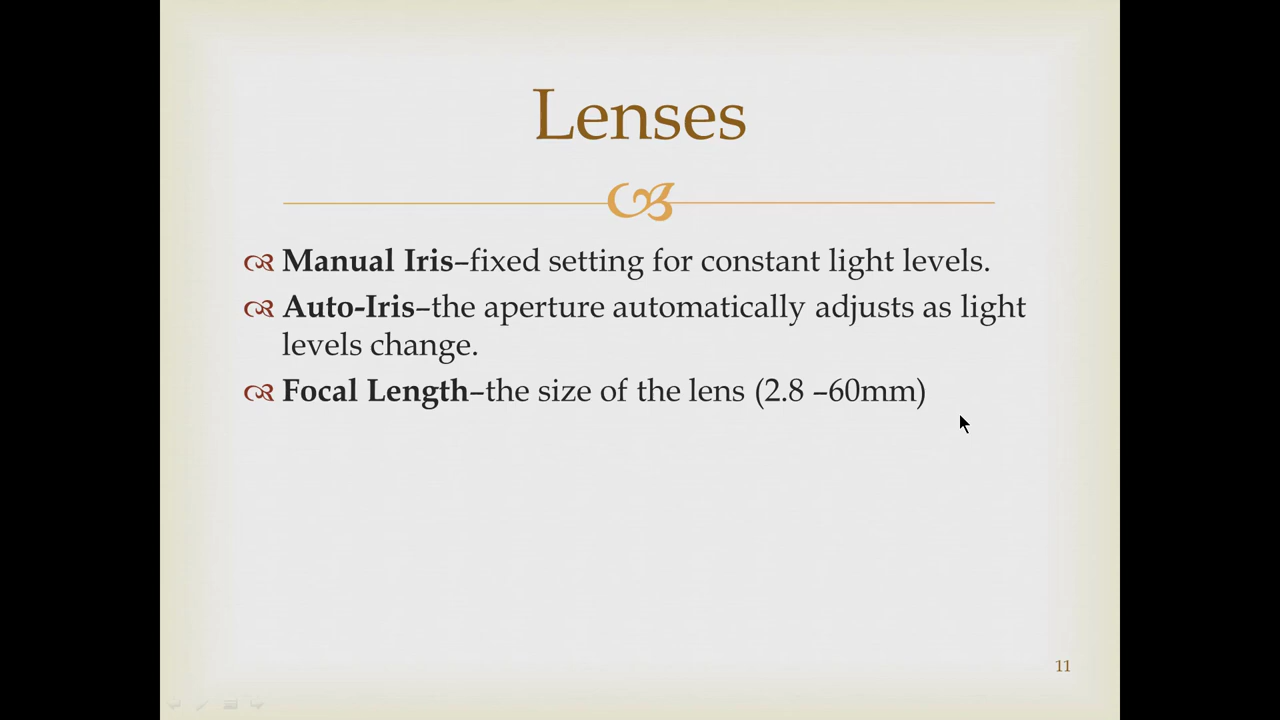 Lenses
Manual Iris–fixed setting for constant light levels.
Auto-Iris–the aperture automatically adjusts as light
levels change.
Focal Length–the size of the lens (2.8 –60mm)
11